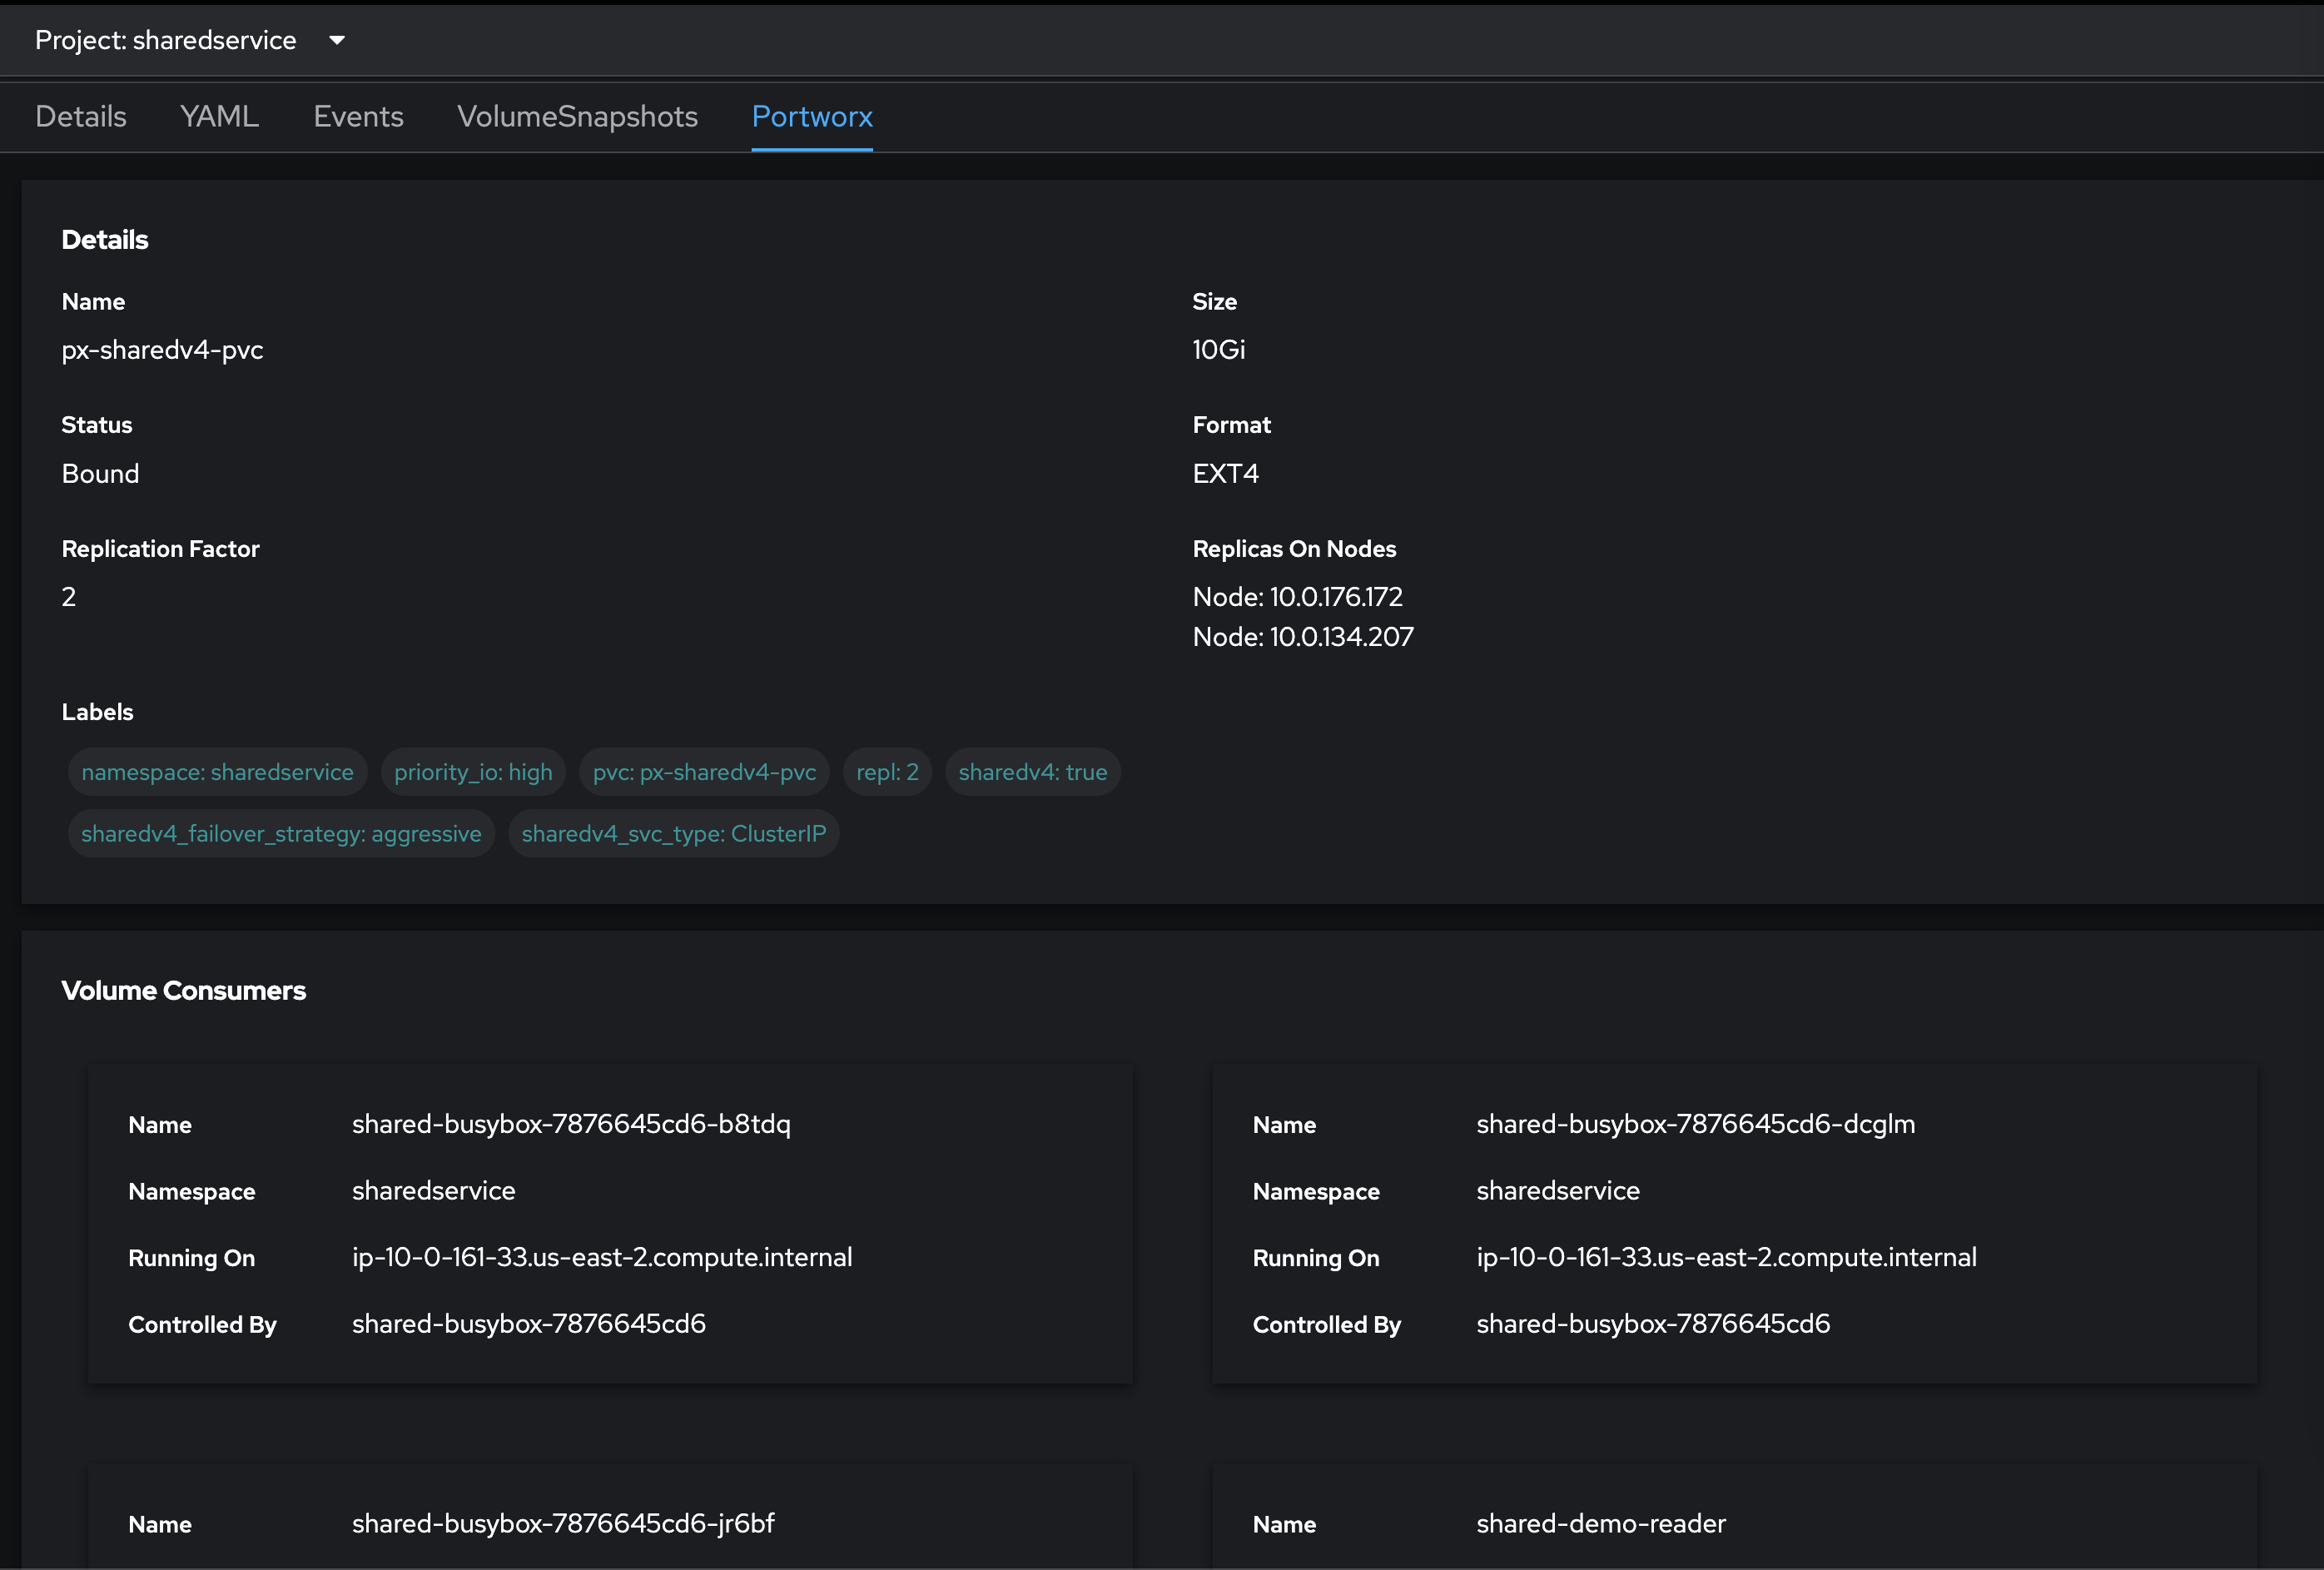 Project: sharedservice
Details YAML Events VolumeSnapshots Portworx
Details
Name
px-sharedv4-pvc
Size
10Gi
Status
Bound
Format
EXT4
Replication Factor
2
Replicas On Nodes
Node: 10.0.176.172
Node: 10.0.134.207
Labels
namespace: sharedservice priority_io: high pvc: px-sharedv4-pvc repl: 2 sharedv4: true
sharedv4_failover_strategy: aggressive sharedv4_svc_type: ClusterIP
Volume Consumers
Name shared-busybox-7876645cd6-b8tdq
Namespace sharedservice
Running On ip-10-0-161-33.us-east-2.compute.internal
Controlled By shared-busybox-7876645cd6
Name shared-busybox-7876645cd6-dcglm
Namespace sharedservice
Running On ip-10-0-161-33.us-east-2.compute.internal
Controlled By shared-busybox-7876645cd6
Name shared-busybox-7876645cd6-jr6bf
Name shared-demo-reader